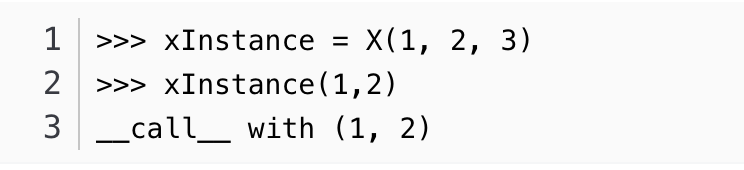 1 >>> xInstance = X(1, 2, 3)
2 >>> xInstance(1,2)
3 __call__ with (1, 2)